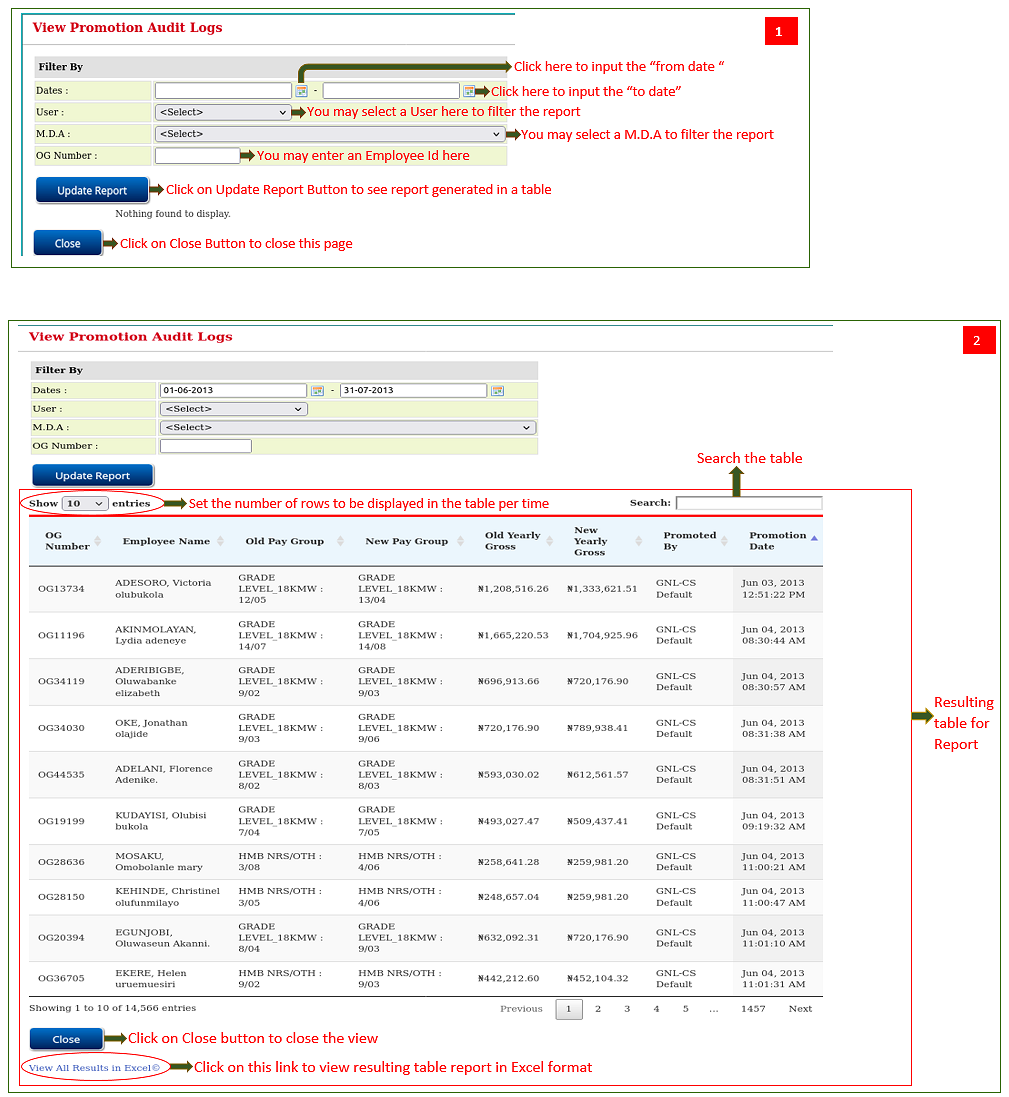 View Promotion Audit Logs
1
Filter By
Click here to input the “from date “
Dates :
-
Click here to input the “to date”
User :
<Select>
You may select a User here to filter the report
M.D.A :
<Select>
You may select a M.D.A to filter the report
OG Number :
You may enter an Employee Id here
Update Report
Click on Update Report Button to see report generated in a table
Nothing found to display.
Close
Click on Close Button to close this page
View Promotion Audit Logs
2
Filter By
Dates :
01-06-2013
-
31-07-2013
User :
<Select>
M.D.A :
<Select>
OG Number :
Update Report
Search the table
Show 10 entries
Set the number of rows to be displayed in the table per time
Search:
OG Number Employee Name Old Pay Group New Pay Group Old Yearly Gross New Yearly Gross Promoted By Promotion Date
OG13734 ADESORO, Victoria olubukola GRADE LEVEL_18KMW : 12/05 GRADE LEVEL_18KMW : 13/04 ₦1,208,516.26 ₦1,333,621.51 GNL-CS Default Jun 03, 2013 12:51:22 PM
OG11196 AKINMOLAYAN, Lydia adeneye GRADE LEVEL_18KMW : 14/07 GRADE LEVEL_18KMW : 14/08 ₦1,665,220.53 ₦1,704,925.96 GNL-CS Default Jun 04, 2013 08:30:44 AM
OG34119 ADERIBIGBE, Oluwabanke elizabeth GRADE LEVEL_18KMW : 9/02 GRADE LEVEL_18KMW : 9/03 ₦696,913.66 ₦720,176.90 GNL-CS Default Jun 04, 2013 08:30:57 AM
OG34030 OKE, Jonathan olajide GRADE LEVEL_18KMW : 9/03 GRADE LEVEL_18KMW : 9/06 ₦720,176.90 ₦789,938.41 GNL-CS Default Jun 04, 2013 08:31:38 AM
OG44535 ADELANI, Florence Adenike. GRADE LEVEL_18KMW : 8/02 GRADE LEVEL_18KMW : 8/03 ₦593,030.02 ₦612,561.57 GNL-CS Default Jun 04, 2013 08:31:51 AM
OG19199 KUDAYISI, Olubisi bukola GRADE LEVEL_18KMW : 7/04 GRADE LEVEL_18KMW : 7/05 ₦493,027.47 ₦509,437.41 GNL-CS Default Jun 04, 2013 09:19:32 AM
OG28636 MOSAKU, Omobolanle mary HMB NRS/OTH : 3/08 HMB NRS/OTH : 4/06 ₦258,641.28 ₦259,981.20 GNL-CS Default Jun 04, 2013 11:00:21 AM
OG28150 KEHINDE, Christinel olufunmilayo HMB NRS/OTH : 3/05 HMB NRS/OTH : 4/06 ₦248,657.04 ₦259,981.20 GNL-CS Default Jun 04, 2013 11:00:47 AM
OG20394 EGUNJOBI, Oluwaseun Akanni. GRADE LEVEL_18KMW : 8/04 GRADE LEVEL_18KMW : 9/03 ₦632,092.31 ₦720,176.90 GNL-CS Default Jun 04, 2013 11:01:10 AM
OG36705 EKERE, Helen uruemuesiri HMB NRS/OTH : 9/02 HMB NRS/OTH : 9/03 ₦442,212.60 ₦452,104.32 GNL-CS Default Jun 04, 2013 11:01:31 AM
Resulting
table for
Report
Showing 1 to 10 of 14,566 entries
Previous 1 2 3 4 5 ... 1457 Next
Close
Click on Close button to close the view
View All Results in Excel©
Click on this link to view resulting table report in Excel format